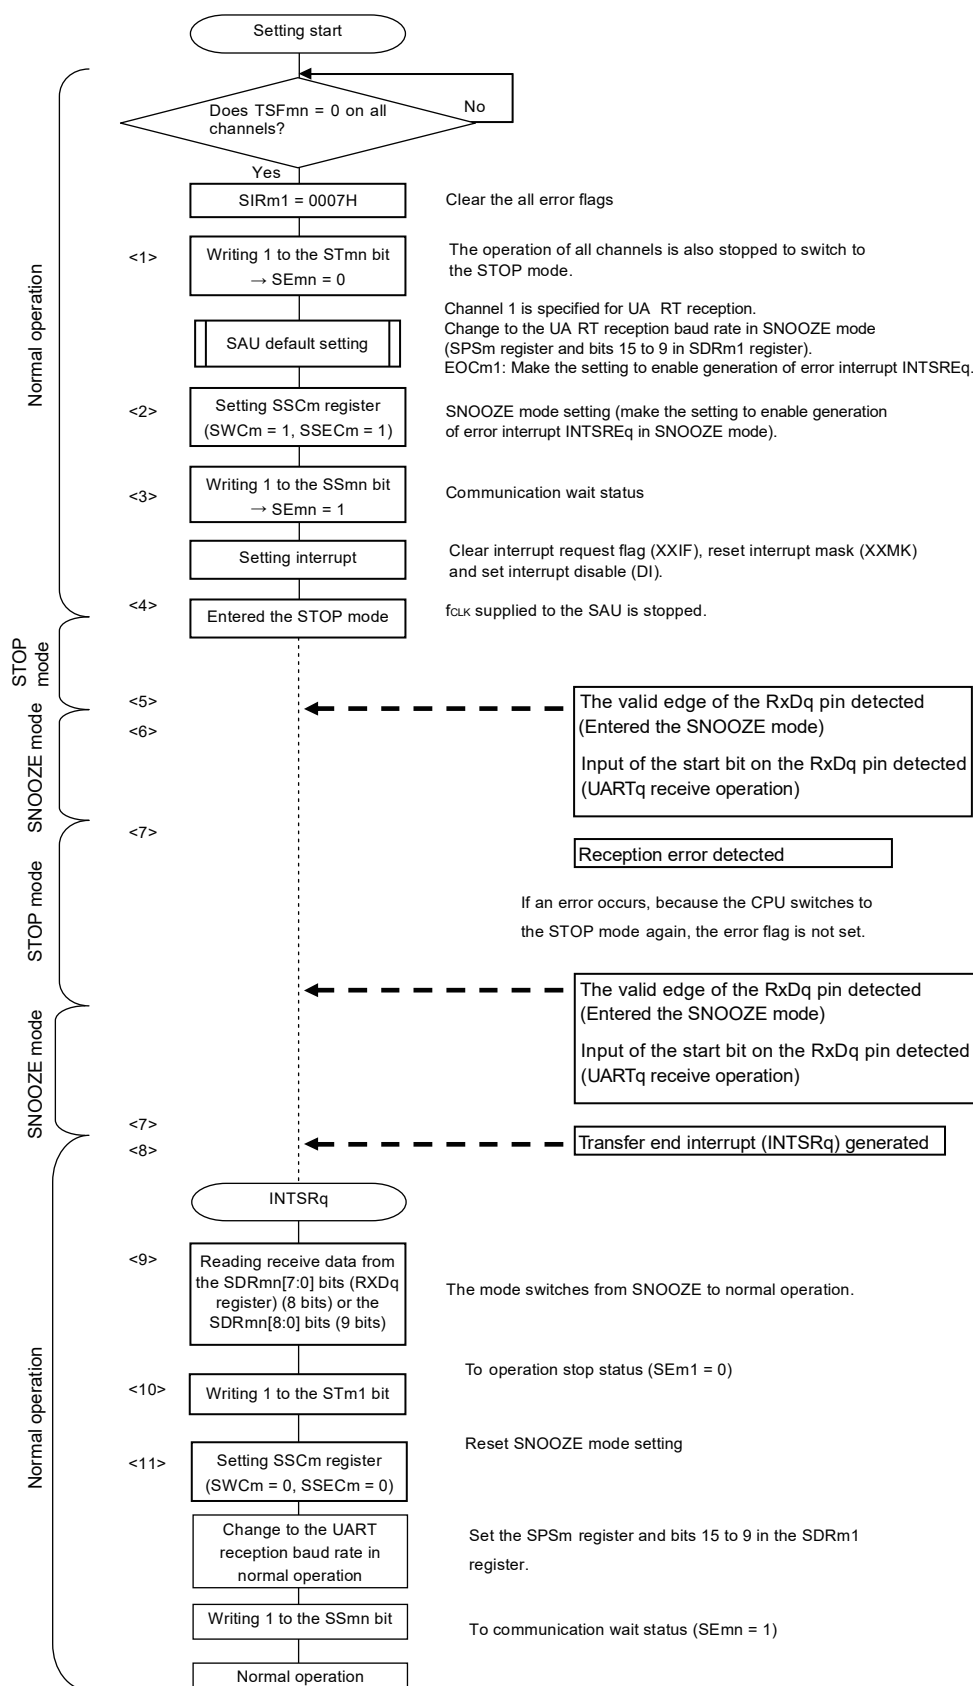 Setting start
Does TSFmn = 0 on all
channels?
No
Yes
SIRm1 = 0007H
Clear the all error flags
<1>
Writing 1 to the STmn bit
→ SEmn = 0
The operation of all channels is also stopped to switch to
the STOP mode.
Normal operation
SAU default setting
Channel 1 is specified for UA RT reception.
Change to the UA RT reception baud rate in SNOOZE mode
(SPSm register and bits 15 to 9 in SDRm1 register).
EOCm1: Make the setting to enable generation of error interrupt INTSREq.
<2>
Setting SSCm register
(SWCm = 1, SSECm = 1)
SNOOZE mode setting (make the setting to enable generation
of error interrupt INTSREq in SNOOZE mode).
<3>
Writing 1 to the SSmn bit
→ SEmn = 1
Communication wait status
Setting interrupt
Clear interrupt request flag (XXIF), reset interrupt mask (XXMK)
and set interrupt disable (DI).
<4>
Entered the STOP mode
fCLK supplied to the SAU is stopped.
STOP
mode
<5>
<6>
The valid edge of the RxDq pin detected
(Entered the SNOOZE mode)
Input of the start bit on the RxDq pin detected
(UARTq receive operation)
SNOOZE mode
<7>
Reception error detected
STOP mode
If an error occurs, because the CPU switches to
the STOP mode again, the error flag is not set.
The valid edge of the RxDq pin detected
(Entered the SNOOZE mode)
Input of the start bit on the RxDq pin detected
(UARTq receive operation)
SNOOZE mode
<7>
<8>
Transfer end interrupt (INTSRq) generated
INTSRq
<9>
Reading receive data from
the SDRmn[7:0] bits (RXDq
register) (8 bits) or the
SDRmn[8:0] bits (9 bits)
The mode switches from SNOOZE to normal operation.
Normal operation
<10>
Writing 1 to the STm1 bit
To operation stop status (SEm1 = 0)
<11>
Setting SSCm register
(SWCm = 0, SSECm = 0)
Reset SNOOZE mode setting
Change to the UART
reception baud rate in
normal operation
Set the SPSm register and bits 15 to 9 in the SDRm1
register.
Writing 1 to the SSmn bit
To communication wait status (SEmn = 1)
Normal operation